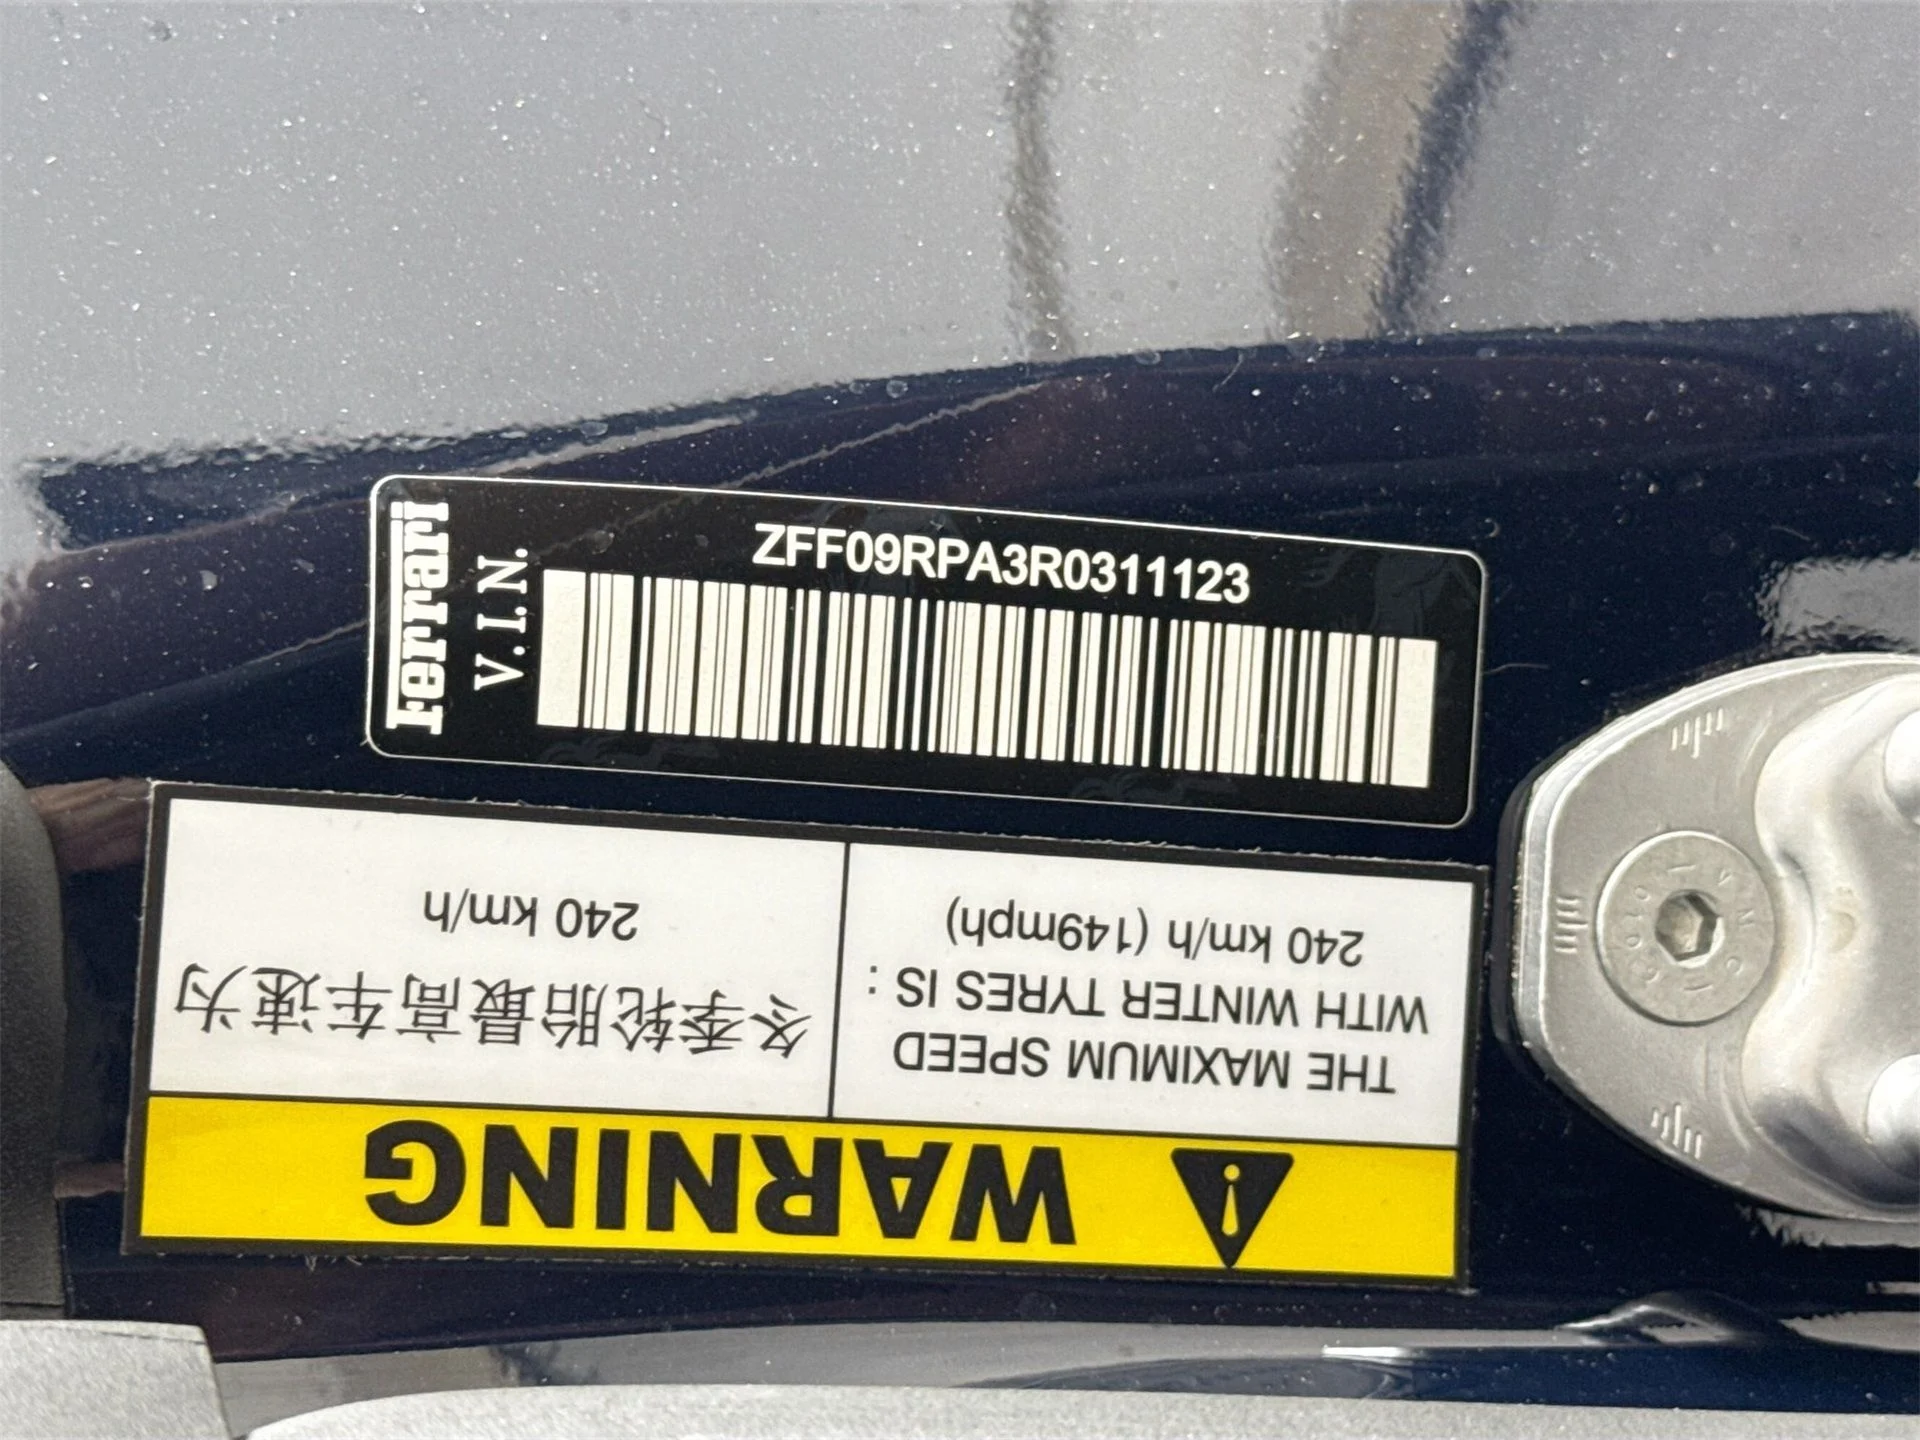 Ferrari
V.I.N.
ZFF09RPA3R0311123
WARNING
THE MAXIMUM SPEED
WITH WINTER TYRES IS :
240 km/h (149mph)
冬季轮胎最高车速为
240 km/h